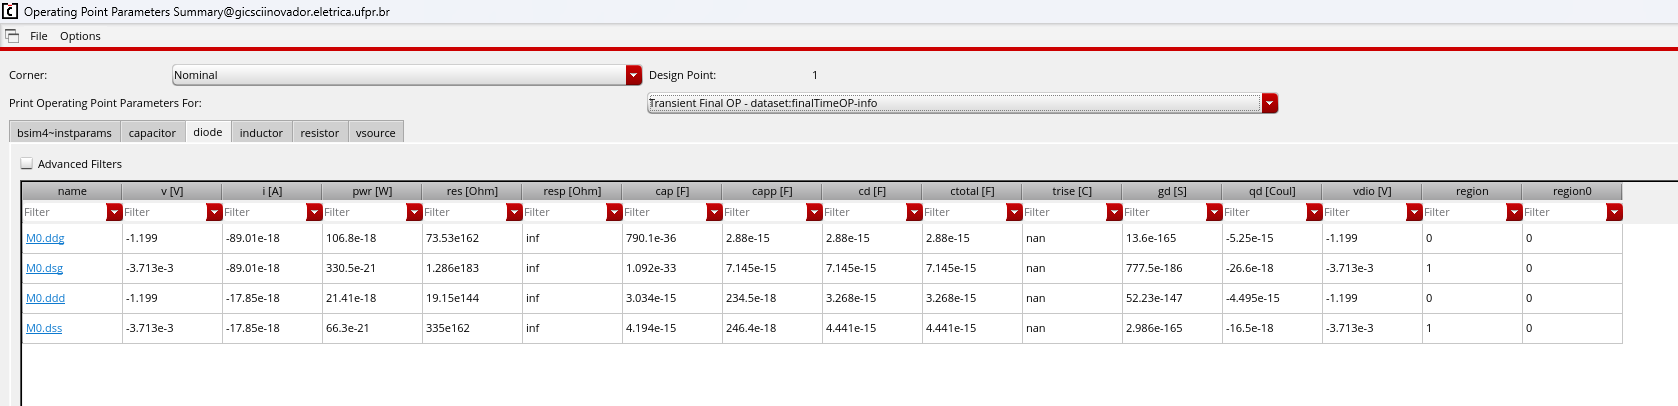 Operating Point Parameters Summary@gicsciinovador.eletrica.ufpr.br
File Options
Corner: Nominal Design Point: 1
Print Operating Point Parameters For: Transient Final OP - dataset:finalTimeOP-info
bsim4~instparams capacitor diode inductor resistor vsource
Advanced Filters
name v [V] i [A] pwr [W] res [Ohm] resp [Ohm] cap [F] capp [F] cd [F] ctotal [F] trise [C] gd [S] qd [Coul] vdio [V] region region0
Filter Filter Filter Filter Filter Filter Filter Filter Filter Filter Filter Filter Filter Filter Filter Filter
M0.ddg -1.199 -89.01e-18 106.8e-18 73.53e162 inf 790.1e-36 2.88e-15 2.88e-15 2.88e-15 nan 13.6e-165 -5.25e-15 -1.199 0 0
M0.dsg -3.713e-3 -89.01e-18 330.5e-21 1.286e183 inf 1.092e-33 7.145e-15 7.145e-15 7.145e-15 nan 777.5e-186 -26.6e-18 -3.713e-3 1 0
M0.ddd -1.199 -17.85e-18 21.41e-18 19.15e144 inf 3.034e-15 234.5e-18 3.268e-15 3.268e-15 nan 52.23e-147 -4.495e-15 -1.199 0 0
M0.dss -3.713e-3 -17.85e-18 66.3e-21 335e162 inf 4.194e-15 246.4e-18 4.441e-15 4.441e-15 nan 2.986e-165 -16.5e-18 -3.713e-3 1 0